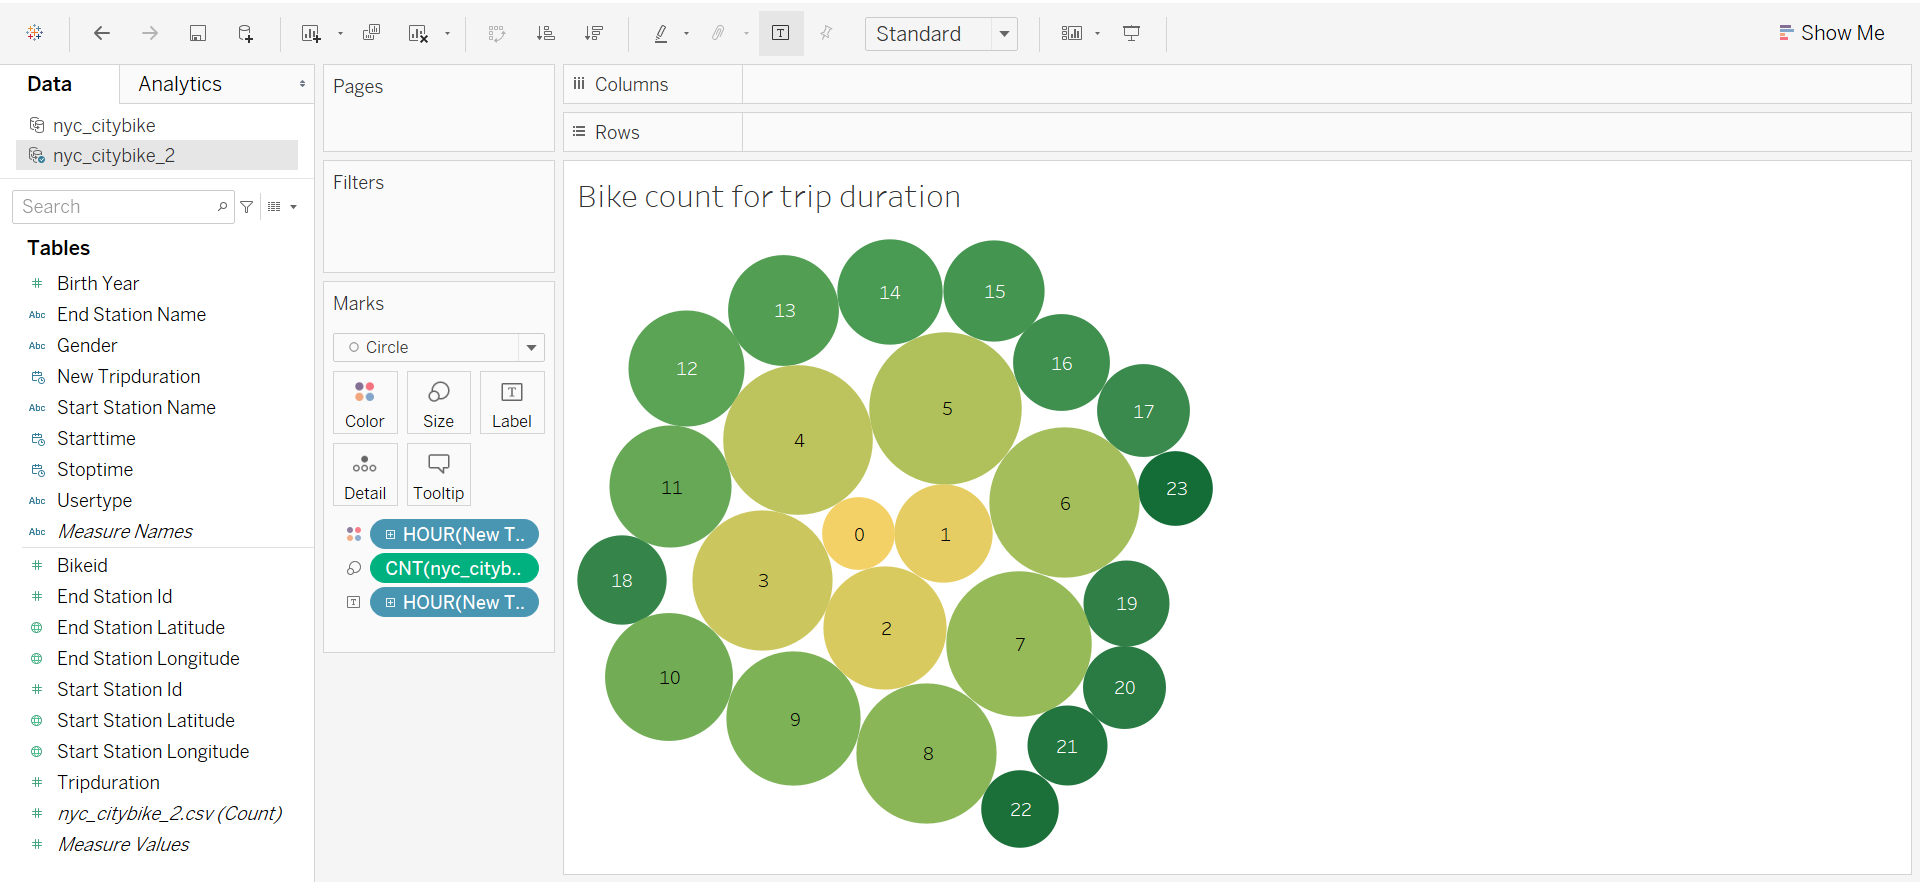 Standard
Show Me
Data
Analytics
nyc_citybike
nyc_citybike_2
Search
Tables
Birth Year
Abc End Station Name
Abc Gender
New Tripduration
Abc Start Station Name
Starttime
Stoptime
Abc Usertype
Abc Measure Names
Bikeid
End Station Id
End Station Latitude
End Station Longitude
Start Station Id
Start Station Latitude
Start Station Longitude
Tripduration
nyc_citybike_2.csv (Count)
Measure Values
Pages
Filters
Marks
Circle
Color
Size
Label
Detail
Tooltip
HOUR(New T..
CNT(nyc_cityb..
HOUR(New T..
Columns
Rows
Bike count for trip duration
14
15
13
16
12
17
5
4
11
23
6
0
1
3
18
19
2
7
10
20
9
21
8
22